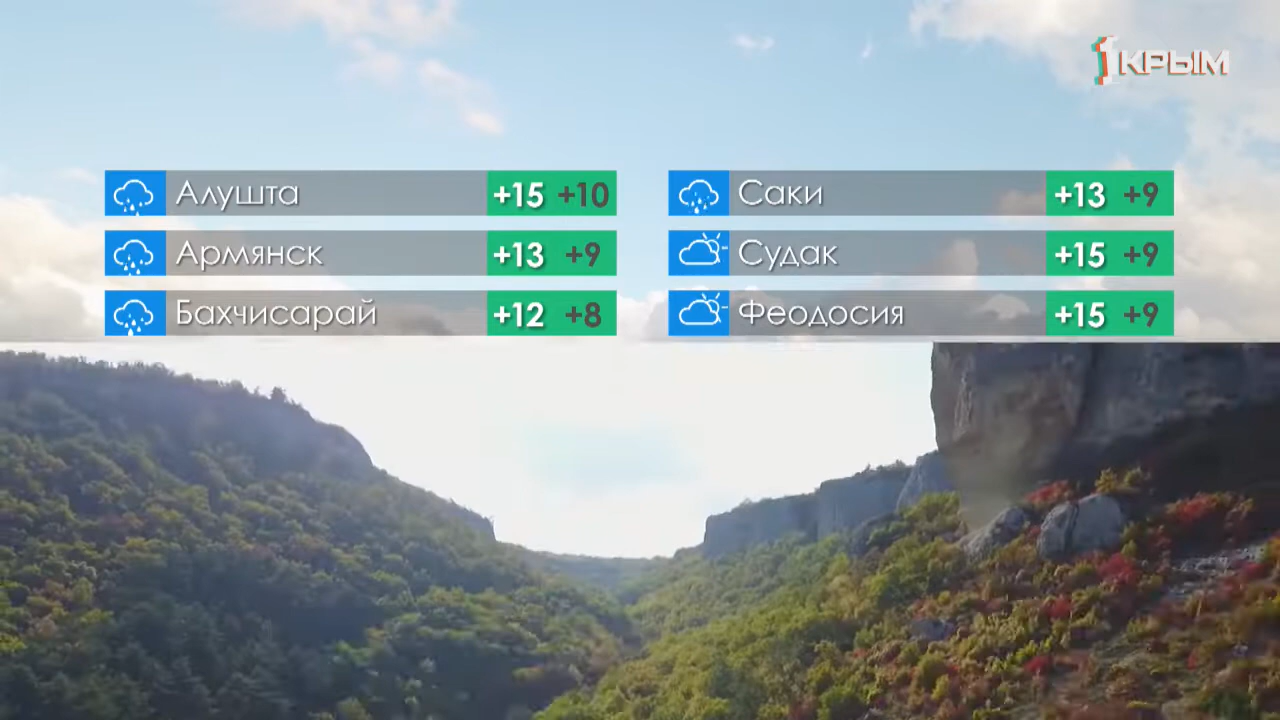 1КРЫМ
Алушта +15 +10
Армянск +13 +9
Бахчисарай +12 +8
Саки +13 +9
Судак +15 +9
Феодосия +15 +9